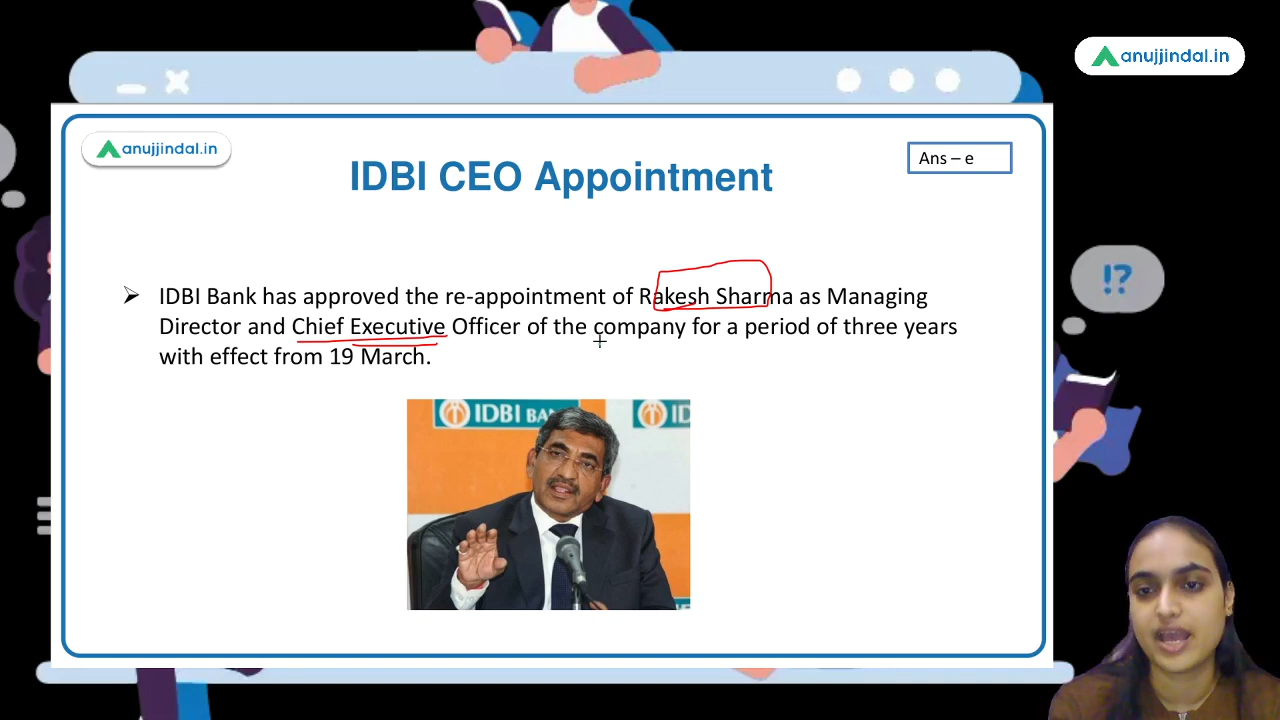 anujjindal.in
anujjindal.in
IDBI CEO Appointment
Ans – e
!?
➢ IDBI Bank has approved the re-appointment of Rakesh Sharma as Managing
Director and Chief Executive Officer of the company for a period of three years
with effect from 19 March.
IDBI BAN
ID